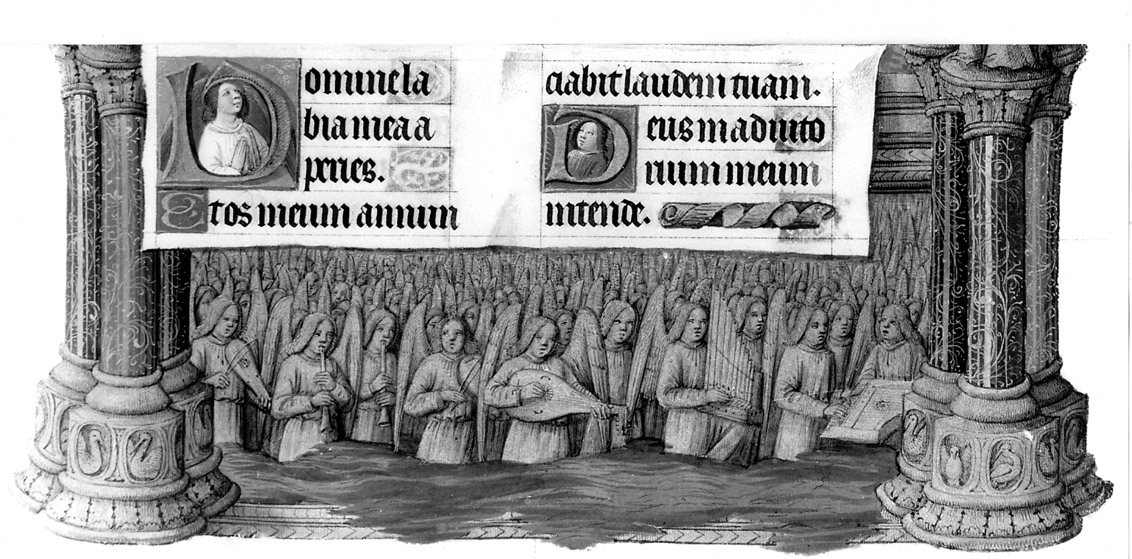 Domine la
bia mea a
peries.
Et os meum annun
ciabit laudem tuam.
Deus in adiuto
rium meum
intende.